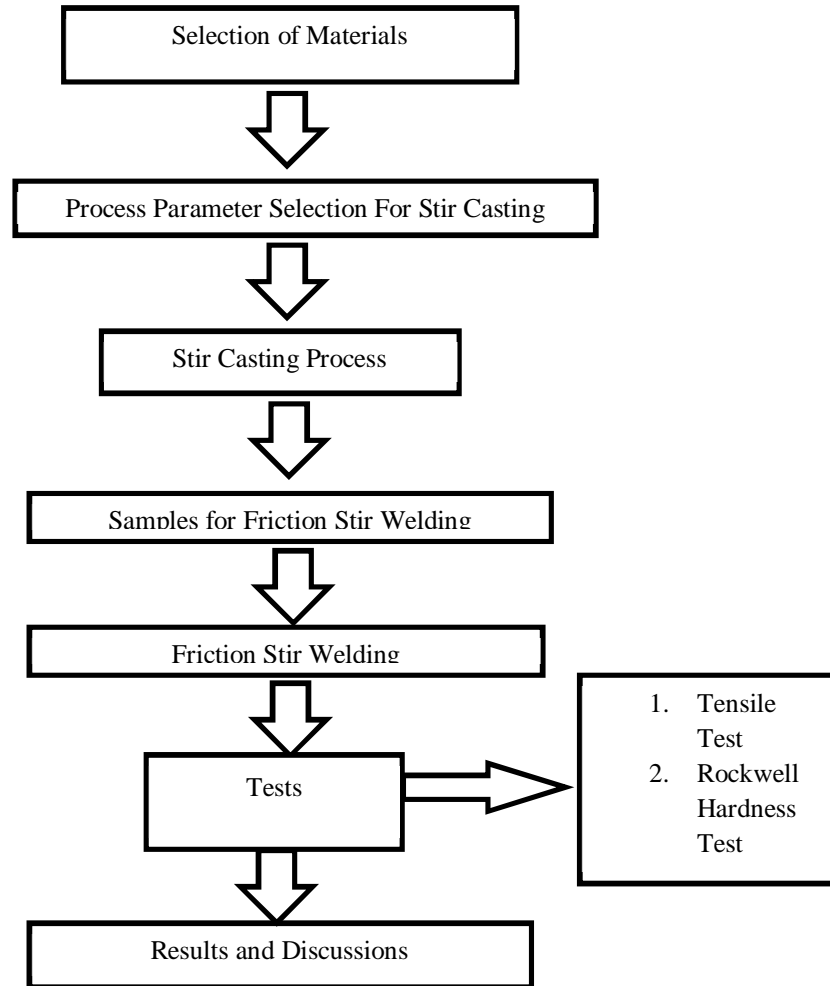 Selection of Materials
Process Parameter Selection For Stir Casting
Stir Casting Process
Samples for Friction Stir Welding
Friction Stir Welding
Tests
1. Tensile
Test
2. Rockwell
Hardness
Test
Results and Discussions